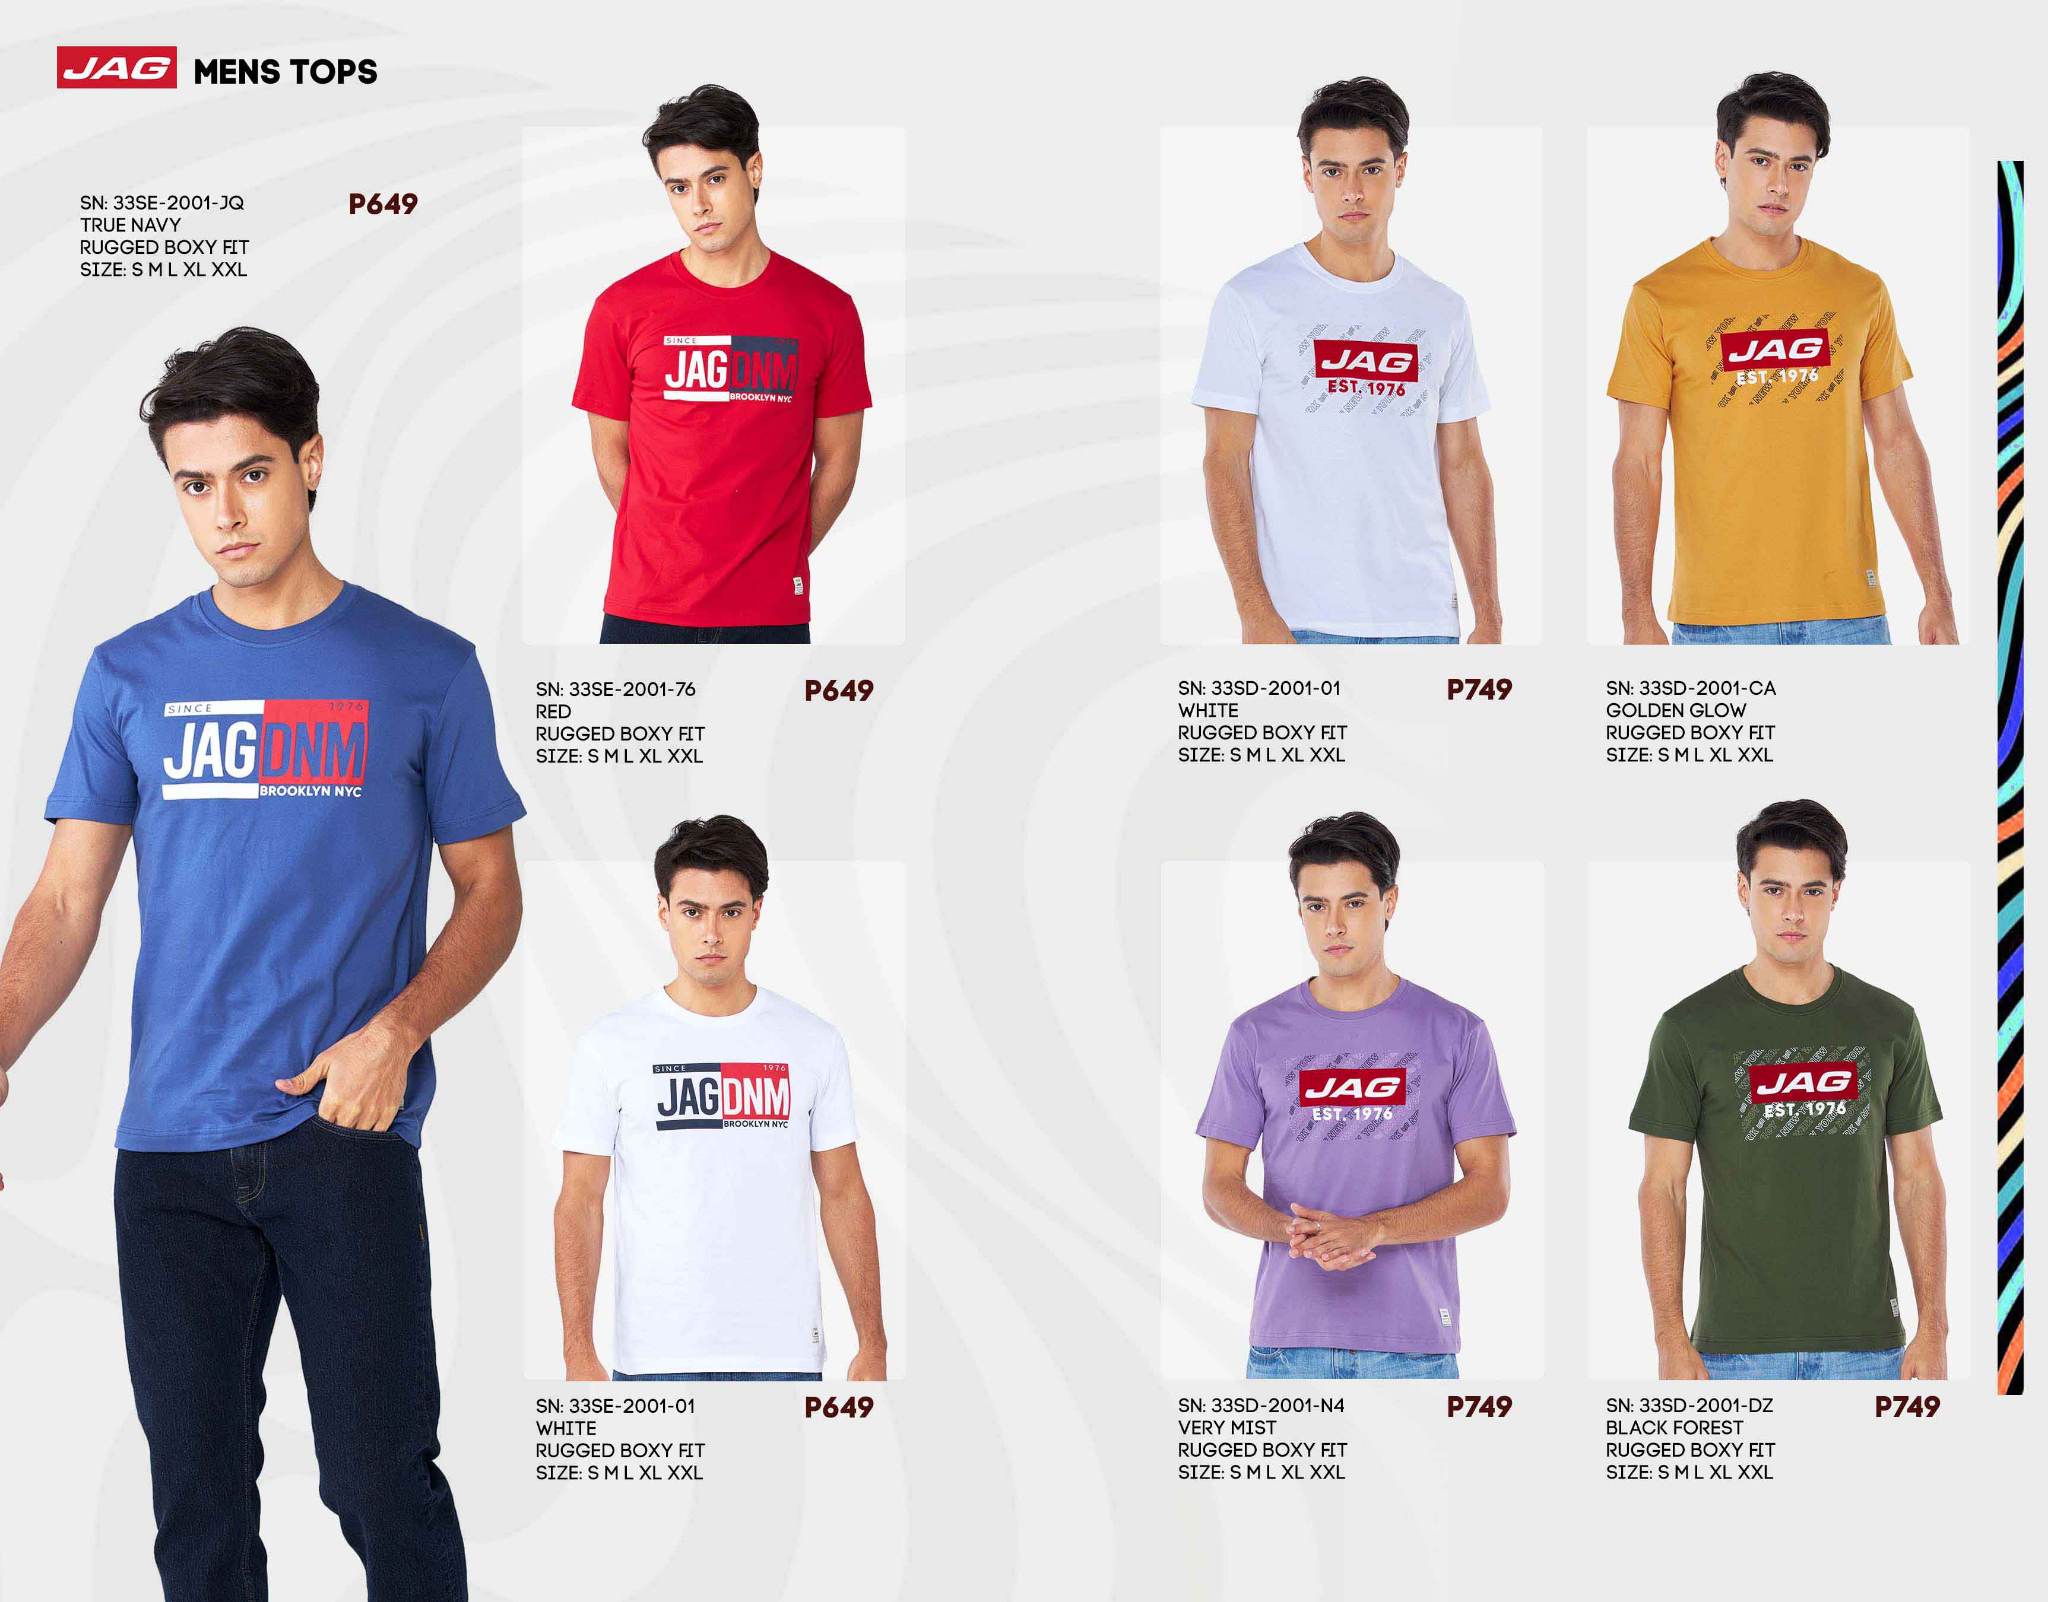 JAG MENS TOPS
SN: 33SE-2001-JQ P649
TRUE NAVY
RUGGED BOXY FIT
SIZE: S M L XL XXL
SINCE 1976
JAG DNM
BROOKLYN NYC
SINCE
JAG DNM
BROOKLYN NYC
SN: 33SE-2001-76 P649
RED
RUGGED BOXY FIT
SIZE: S M L XL XXL
SINCE 1976
JAG DNM
BROOKLYN NYC
SN: 33SE-2001-01 P649
WHITE
RUGGED BOXY FIT
SIZE: S M L XL XXL
JAG
EST. 1976
SN: 33SD-2001-01 P749
WHITE
RUGGED BOXY FIT
SIZE: S M L XL XXL
JAG
EST. 1976
SN: 33SD-2001-CA
GOLDEN GLOW
RUGGED BOXY FIT
SIZE: S M L XL XXL
JAG
EST. 1976
SN: 33SD-2001-N4 P749
VERY MIST
RUGGED BOXY FIT
SIZE: S M L XL XXL
JAG
EST. 1976
SN: 33SD-2001-DZ P749
BLACK FOREST
RUGGED BOXY FIT
SIZE: S M L XL XXL